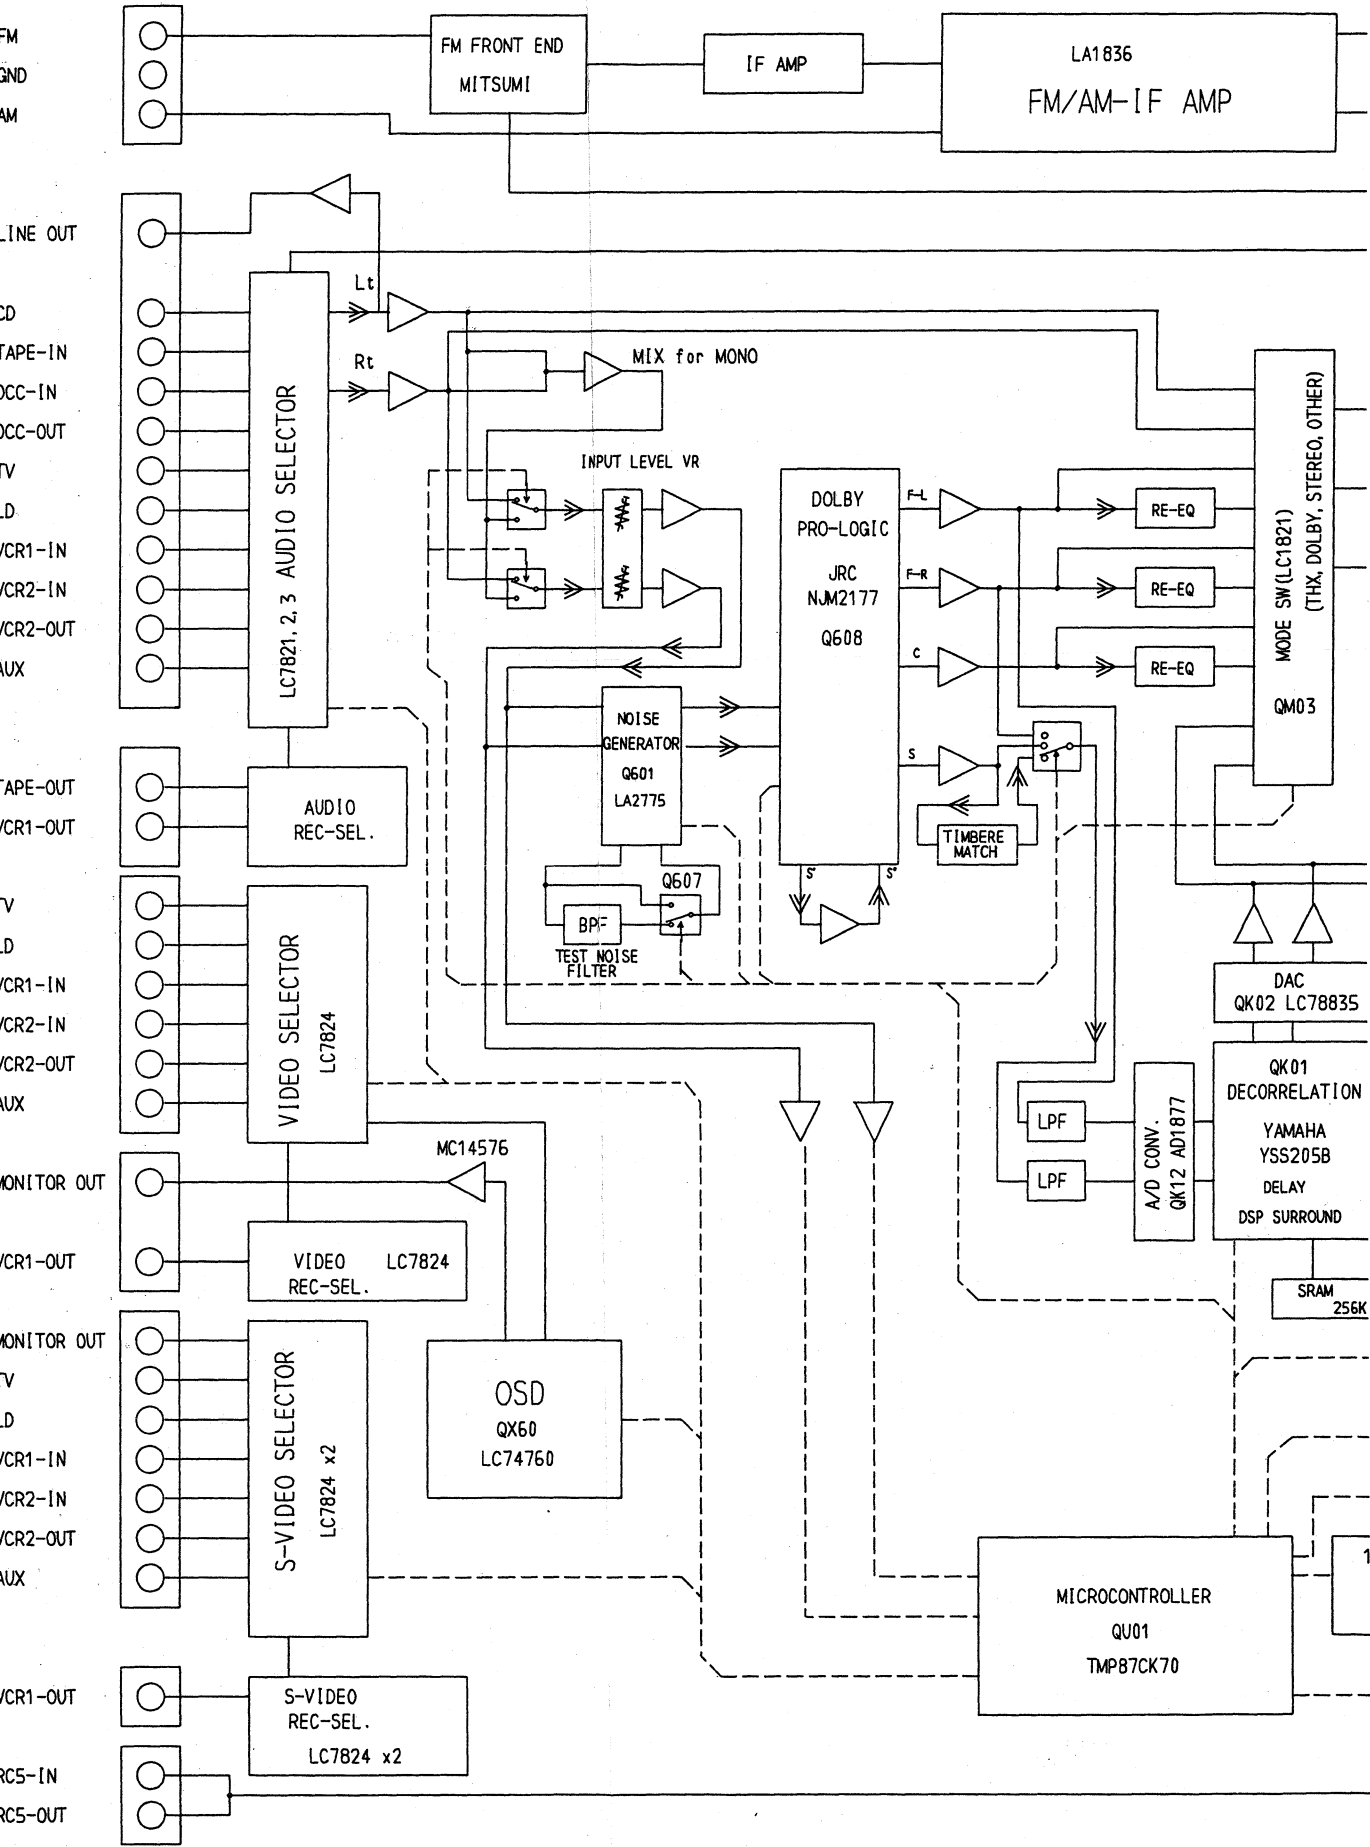 FM
GND
AM
FM FRONT END
MITSUMI
IF AMP
LA1836
FM/AM-IF AMP
LINE OUT
CD
TAPE-IN
DCC-IN
DCC-OUT
TV
LD
VCR1-IN
VCR2-IN
VCR2-OUT
AUX
LC7821, 2, 3 AUDIO SELECTOR
Lt
Rt
MIX for MONO
INPUT LEVEL VR
DOLBY
PRO-LOGIC
JRC
NJM2177
Q608
F-L
F-R
C
S
S'
S'
RE-EQ
RE-EQ
RE-EQ
MODE SW(LC1821)
(THX, DOLBY, STEREO, OTHER)
QM03
NOISE
GENERATOR
Q601
LA2775
TIMBERE
MATCH
TAPE-OUT
VCR1-OUT
AUDIO
REC-SEL.
Q607
BPF
TEST NOISE
FILTER
TV
LD
VCR1-IN
VCR2-IN
VCR2-OUT
AUX
VIDEO SELECTOR
LC7824
DAC
QK02 LC78835
QK01
DECORRELATION
YAMAHA
YSS205B
DELAY
DSP SURROUND
LPF
LPF
A/D CONV.
QK12 AD1877
SRAM
256K
MC14576
MONITOR OUT
VCR1-OUT
VIDEO LC7824
REC-SEL.
MONITOR OUT
TV
LD
VCR1-IN
VCR2-IN
VCR2-OUT
AUX
S-VIDEO SELECTOR
LC7824 x2
OSD
QX60
LC74760
MICROCONTROLLER
QU01
TMP87CK70
1
VCR1-OUT
S-VIDEO
REC-SEL.
LC7824 x2
RC5-IN
RC5-OUT